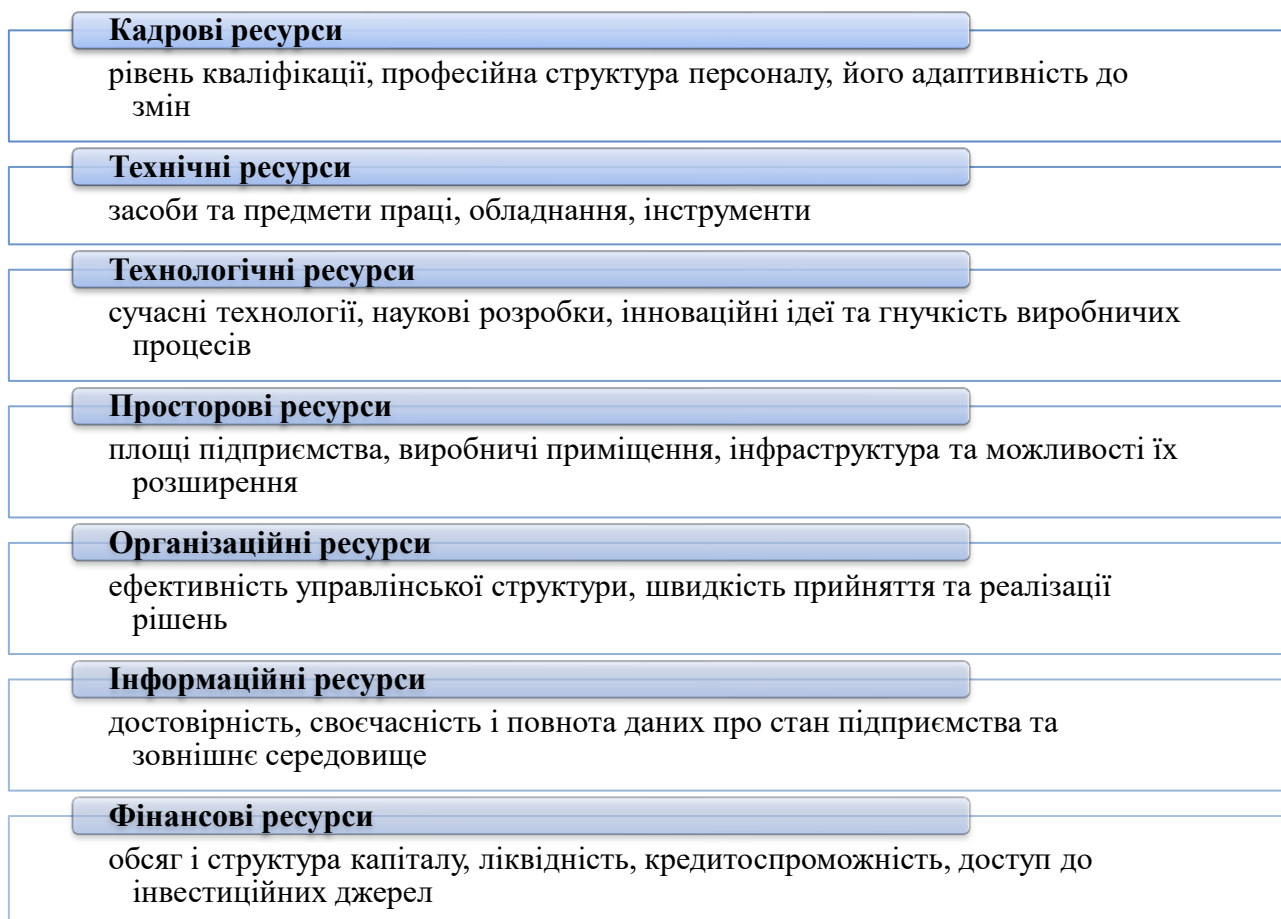 Кадрові ресурси
рівень кваліфікації, професійна структура персоналу, його адаптивність до
змін
Технічні ресурси
засоби та предмети праці, обладнання, інструменти
Технологічні ресурси
сучасні технології, наукові розробки, інноваційні ідеї та гнучкість виробничих
процесів
Просторові ресурси
площі підприємства, виробничі приміщення, інфраструктура та можливості їх
розширення
Організаційні ресурси
ефективність управлінської структури, швидкість прийняття та реалізації
рішень
Інформаційні ресурси
достовірність, своєчасність і повнота даних про стан підприємства та
зовнішнє середовище
Фінансові ресурси
обсяг і структура капіталу, ліквідність, кредитоспроможність, доступ до
інвестиційних джерел